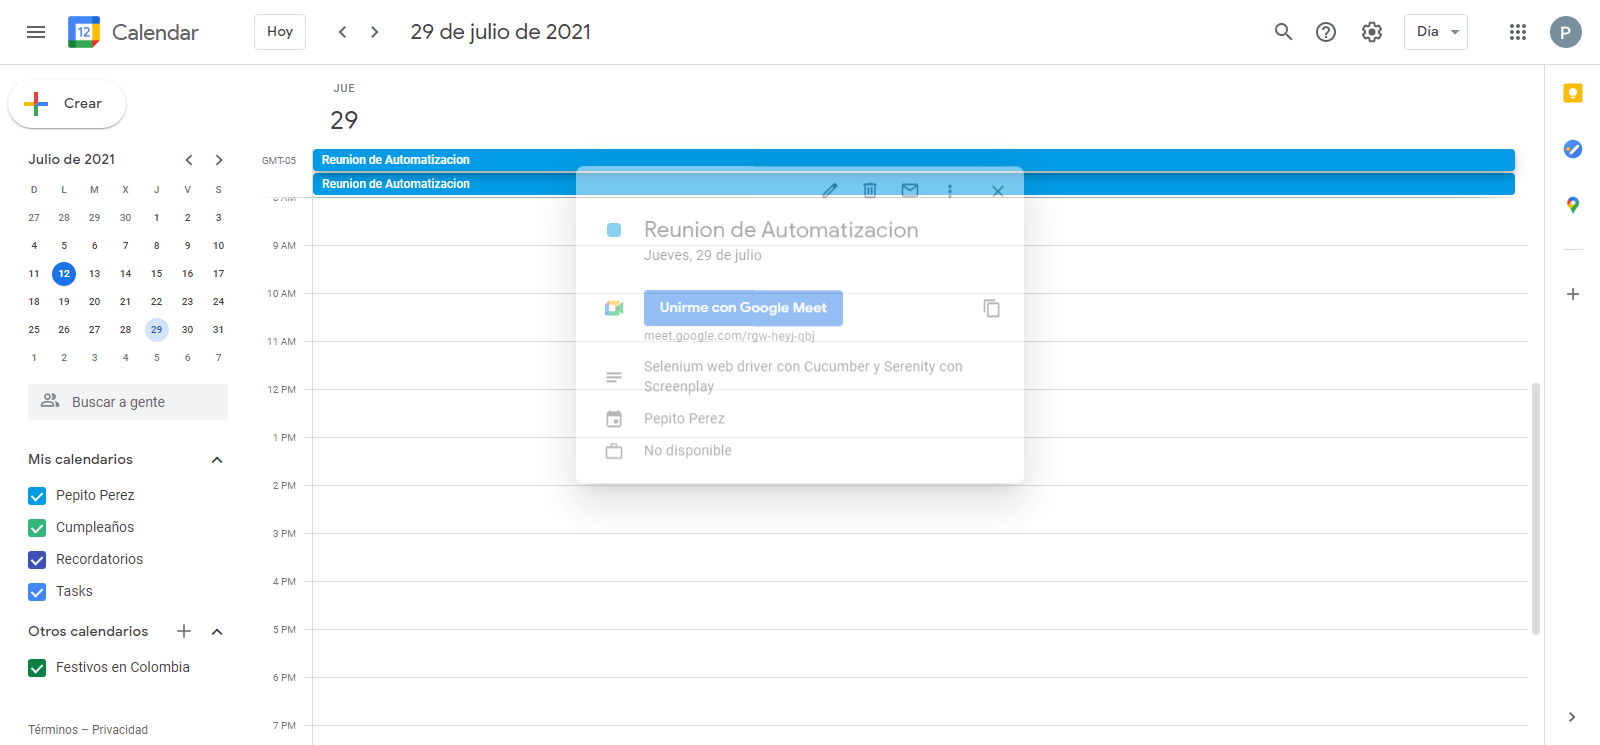 12 Calendar
Hoy
29 de julio de 2021
Día
P
Crear
Julio de 2021
D L M X J V S
27 28 29 30 1 2 3
4 5 6 7 8 9 10
11 12 13 14 15 16 17
18 19 20 21 22 23 24
25 26 27 28 29 30 31
1 2 3 4 5 6 7
Buscar a gente
Mis calendarios
Pepito Perez
Cumpleaños
Recordatorios
Tasks
Otros calendarios
Festivos en Colombia
Términos – Privacidad
JUE
29
GMT-05
Reunion de Automatizacion
Reunion de Automatizacion
8 AM
9 AM
10 AM
11 AM
12 PM
1 PM
2 PM
3 PM
4 PM
5 PM
6 PM
7 PM
Reunion de Automatizacion
Jueves, 29 de julio
Unirme con Google Meet
meet.google.com/rgw-heyj-qbj
Selenium web driver con Cucumber y Serenity con
Screenplay
Pepito Perez
No disponible